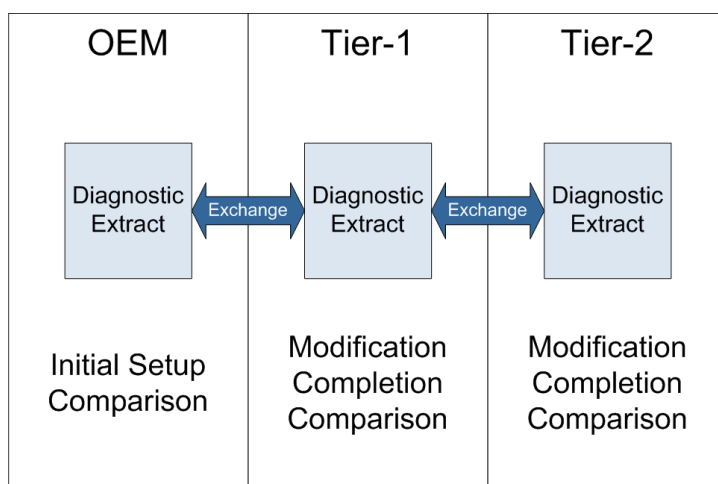 OEM
Tier-1
Tier-2
Diagnostic
Extract
Exchange
Diagnostic
Extract
Exchange
Diagnostic
Extract
Initial Setup
Comparison
Modification
Completion
Comparison
Modification
Completion
Comparison